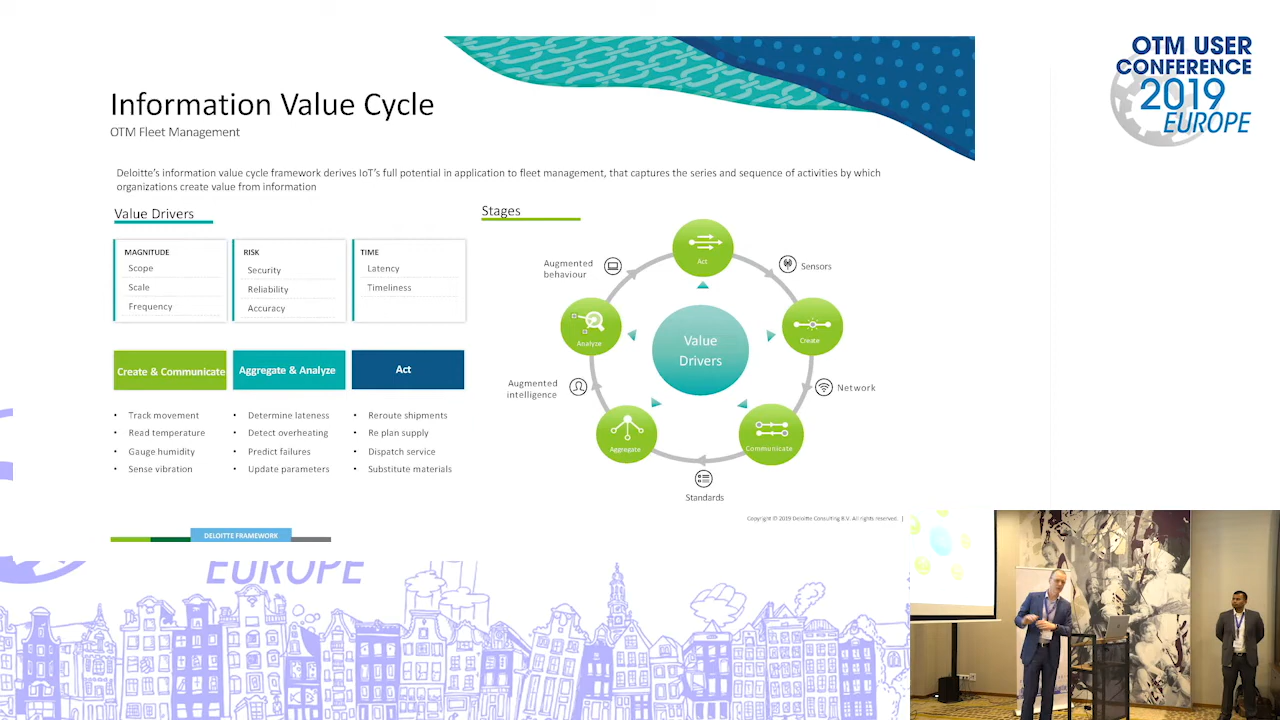 OTM USER
CONFERENCE
2019
EUROPE
Information Value Cycle
OTM Fleet Management
Deloitte's information value cycle framework derives IoT's full potential in application to fleet management, that captures the series and sequence of activities by which
organizations create value from information
Value Drivers
MAGNITUDE
Scope
Scale
Frequency
RISK
Security
Reliability
Accuracy
TIME
Latency
Timeliness
Create & Communicate
Aggregate & Analyze
Act
• Track movement
• Read temperature
• Gauge humidity
• Sense vibration
• Determine lateness
• Detect overheating
• Predict failures
• Update parameters
• Reroute shipments
• Re plan supply
• Dispatch service
• Substitute materials
Stages
Act
Sensors
Create
Network
Communicate
Standards
Aggregate
Augmented
intelligence
Analyze
Augmented
behaviour
Value
Drivers
Copyright © 2019 Deloitte Consulting B.V. All rights reserved. |
DELOITTE FRAMEWORK
EUROPE